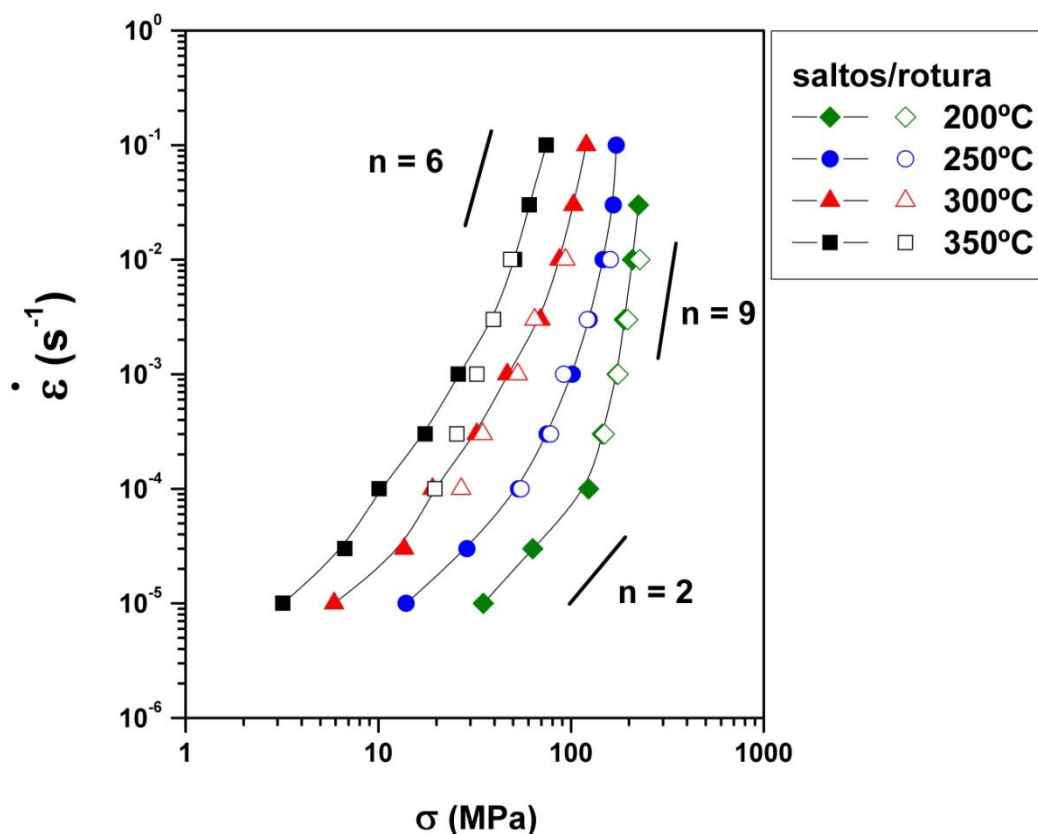 10⁰
10⁻¹
10⁻²
10⁻³
10⁻⁴
10⁻⁵
10⁻⁶
ε̇ (s⁻¹)
n = 6
n = 9
n = 2
1 10 100 1000
σ (MPa)
saltos/rotura
200ºC
250ºC
300ºC
350ºC